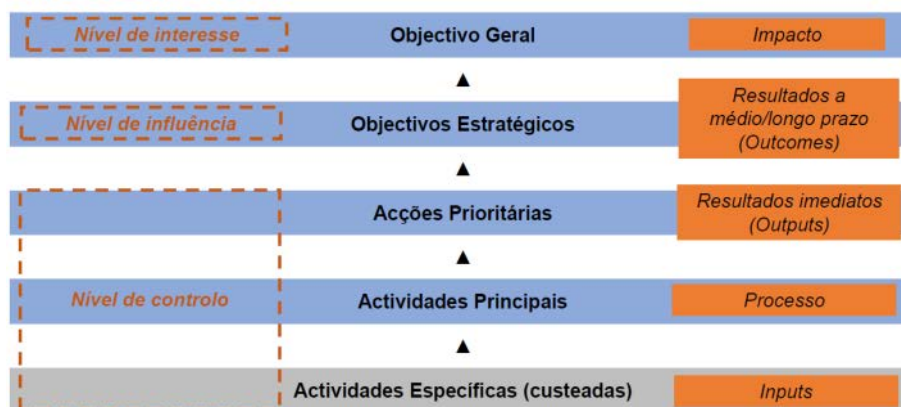 Nível de interesse
Objectivo Geral
Impacto
▲
Nível de influência
Objectivos Estratégicos
Resultados a
médio/longo prazo
(Outcomes)
▲
Acções Prioritárias
Resultados imediatos
(Outputs)
▲
Nível de controlo
Actividades Principais
Processo
▲
Actividades Específicas (custeadas)
Inputs